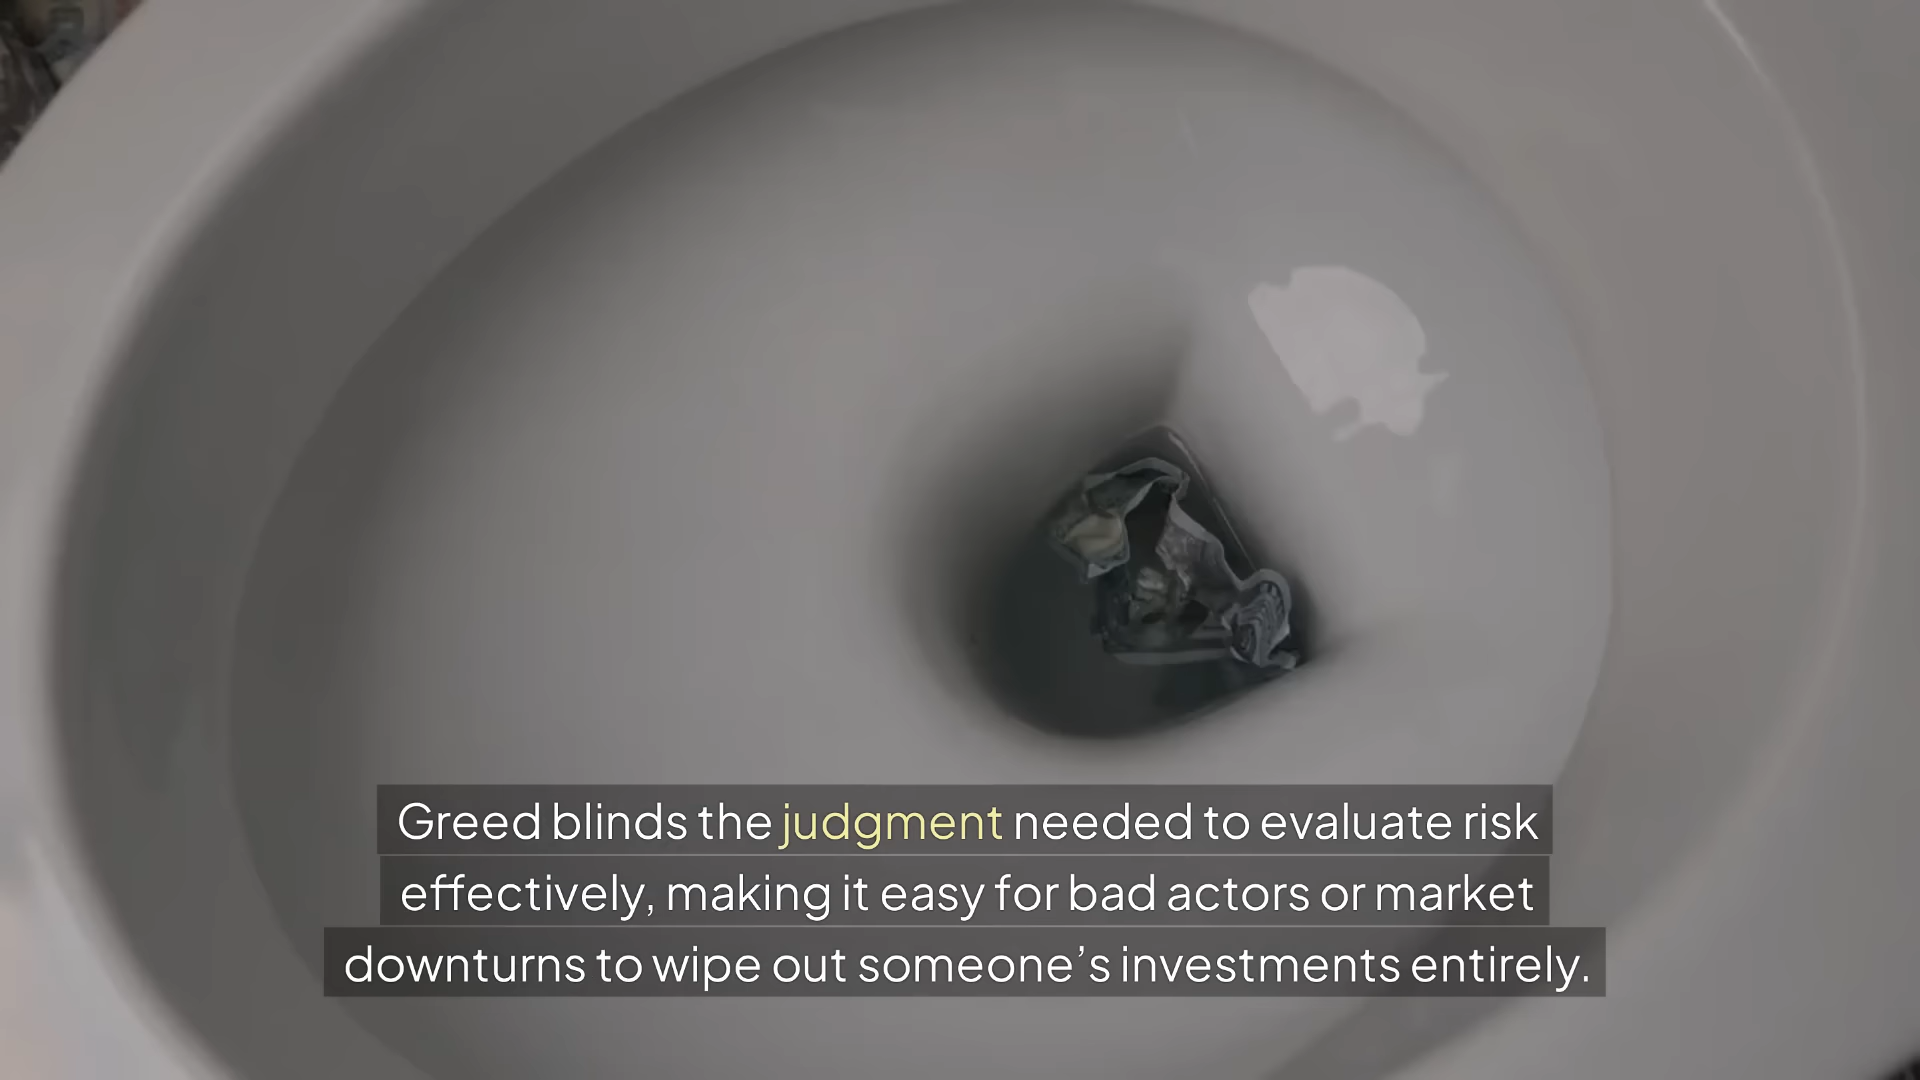 Greed blinds the judgment needed to evaluate risk
effectively, making it easy for bad actors or market
downturns to wipe out someone’s investments entirely.